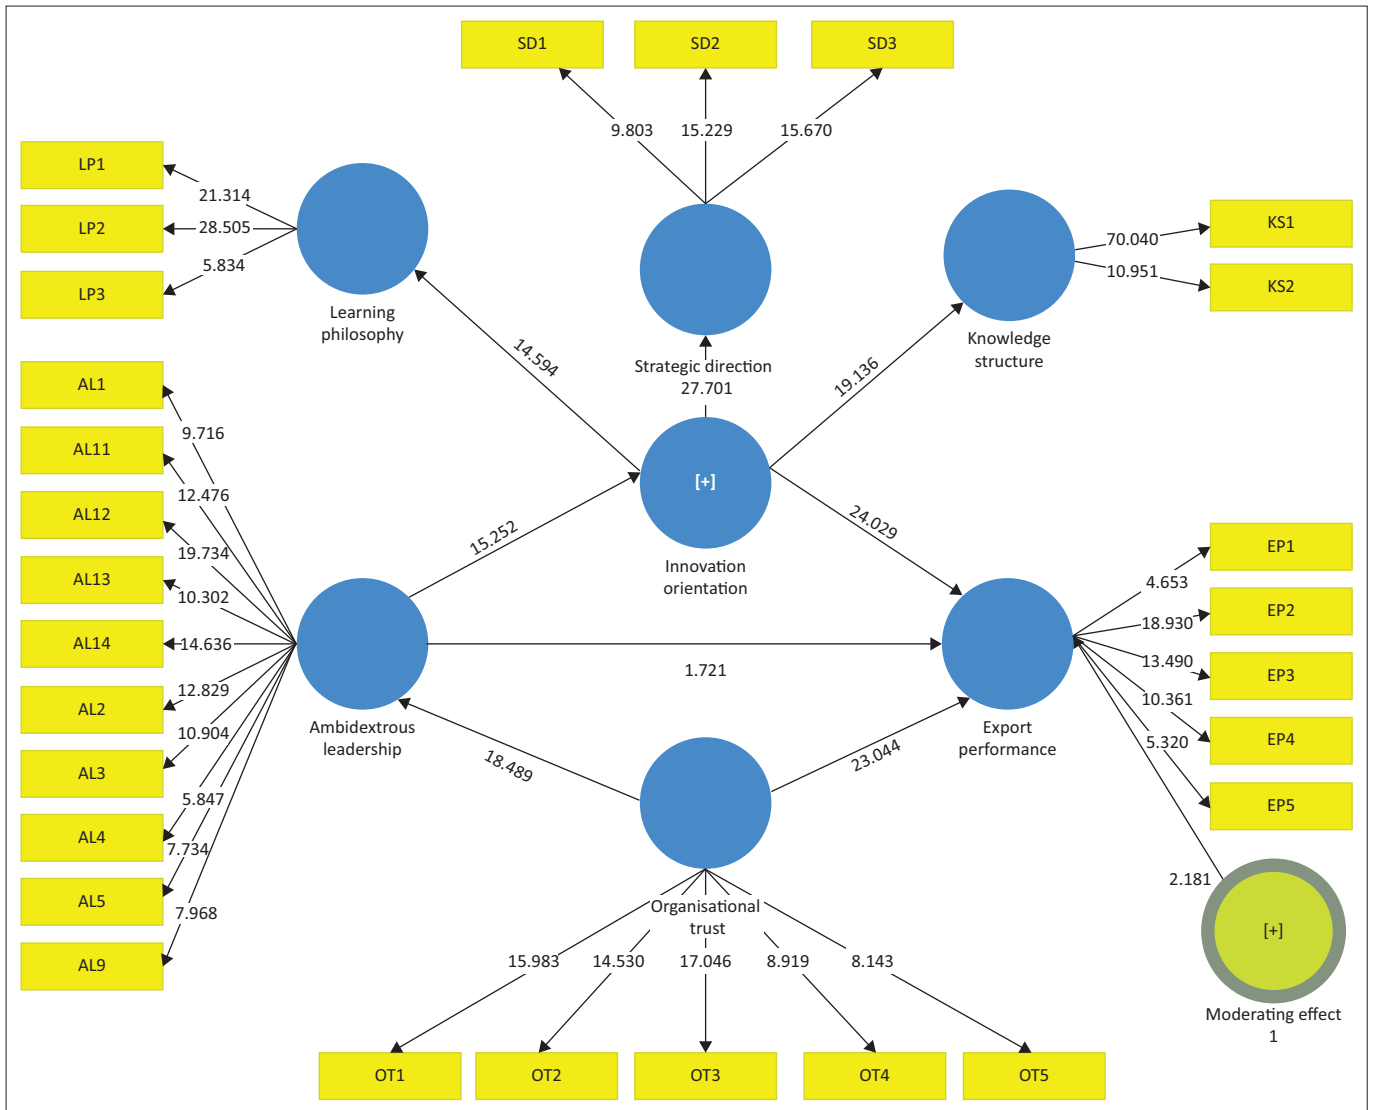 SD1
SD2
SD3
9.803
15.229
15.670
LP1
LP2
LP3
21.314
28.505
5.834
Learning
philosophy
Strategic direction
27.701
KS1
KS2
70.040
10.951
Knowledge
structure
14.594
19.136
[+]
Innovation
orientation
15.252
24.029
AL1
AL11
AL12
AL13
AL14
AL2
AL3
AL4
AL5
AL9
9.716
12.476
19.734
10.302
14.636
12.829
10.904
5.847
7.734
7.968
Ambidextrous
leadership
1.721
Export
performance
EP1
EP2
EP3
EP4
EP5
4.653
18.930
13.490
10.361
5.320
18.489
23.044
2.181
[+]
Moderating effect
1
Organisational
trust
15.983
14.530
17.046
8.919
8.143
OT1
OT2
OT3
OT4
OT5